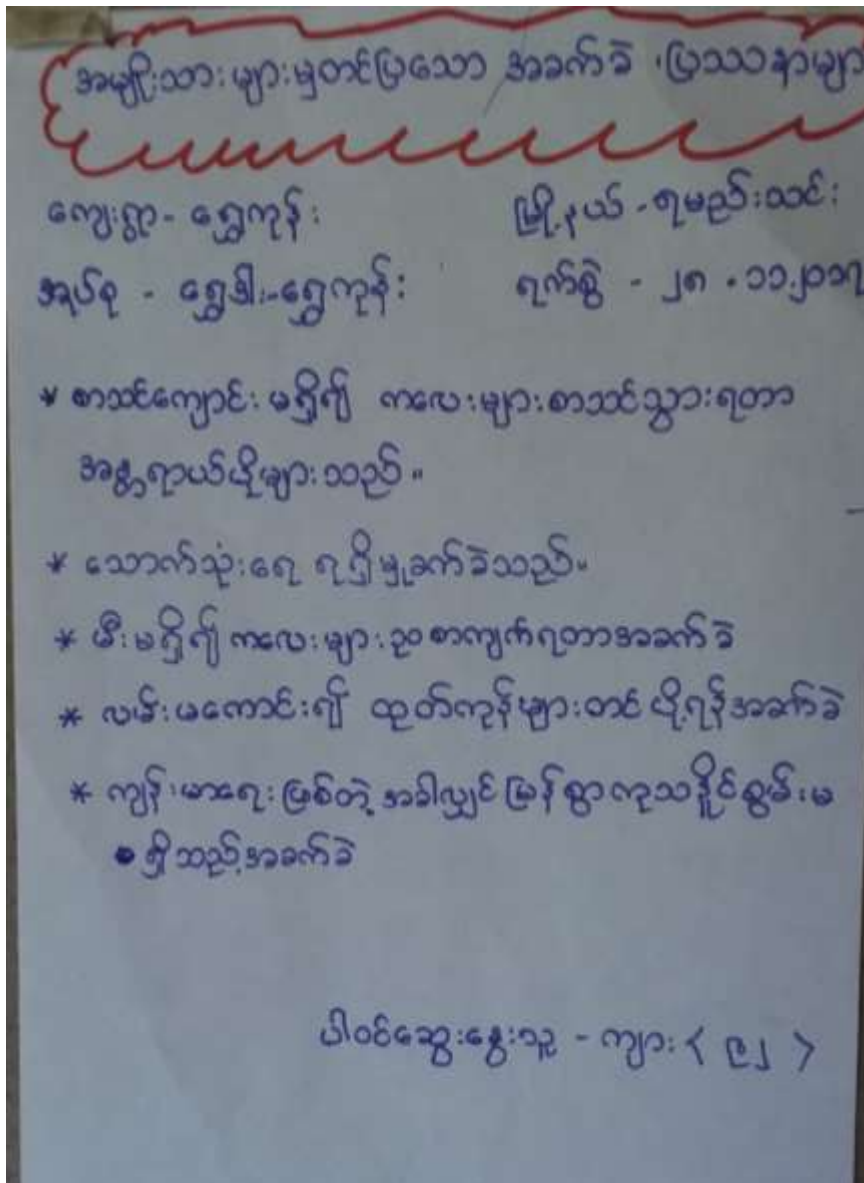 အမျိုးသားများမှတင်ပြသော အခက်ခဲ ၊ပြဿနာများ
ကျေးရွာ - ရွှေကုန်း မြို့နယ် - ရမည်းသင်း
အုပ်စု - ရွှေဒါး-ရွှေကုန်း ရက်စွဲ - ၂၈.၁၁.၂၀၁၇
* စာသင်ကျောင်း မရှိ၍ ကလေးများစာသင်သွားရတာ
အန္တရာယ်ပိုများသည်။
* သောက်သုံးရေ ရရှိမှုခက်ခဲသည်။
* မီးမရှိ၍ ကလေးများညစာကျက်ရတာအခက်ခဲ
* လမ်းမကောင်း၍ ထုတ်ကုန်များတင်ပို့ရန်အခက်ခဲ
* ကျန်းမာရေးဖြစ်တဲ့ အခါလျှင် မြန်စွာကုသနိုင်စွမ်းမ
ရှိသည့်အခက်ခဲ
ပါဝင်ဆွေးနွေးသူ - ကျား < ၉၂ >